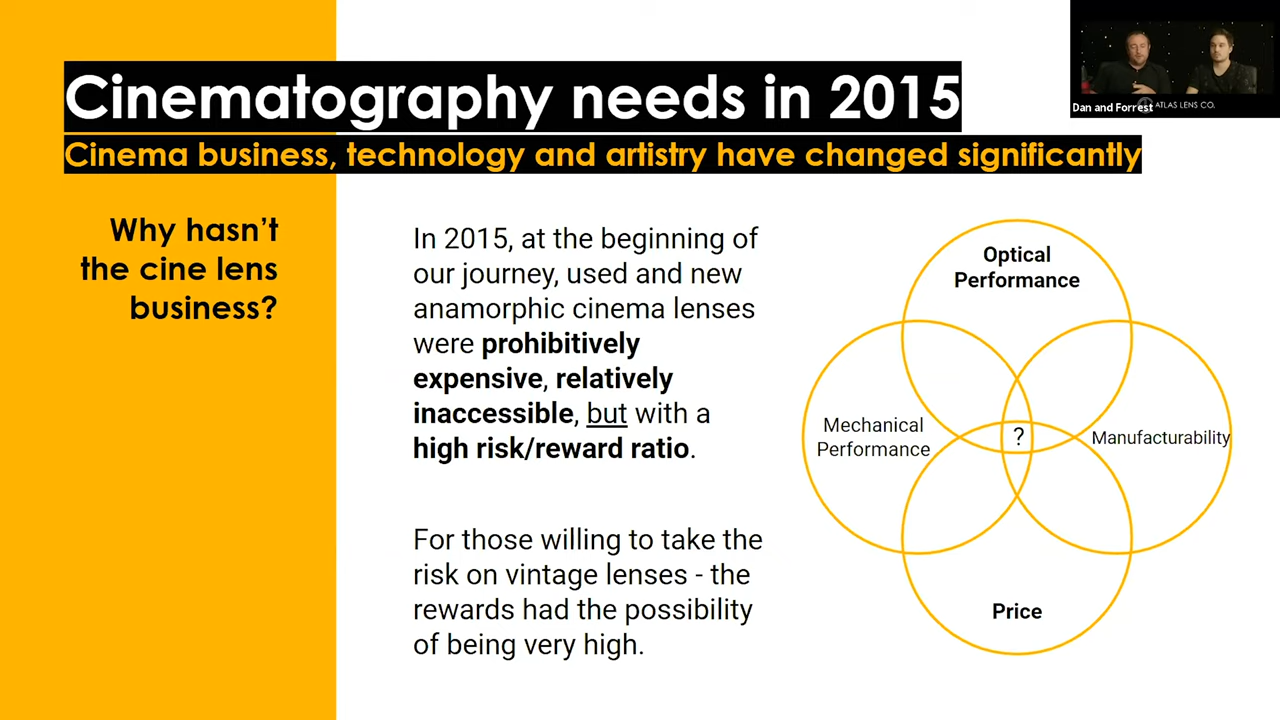 Cinematography needs in 2015
Cinema business, technology and artistry have changed significantly
Dan and Forrest
ATLAS LENS CO.
Why hasn't
the cine lens
business?
In 2015, at the beginning of
our journey, used and new
anamorphic cinema lenses
were prohibitively
expensive, relatively
inaccessible, but with a
high risk/reward ratio.
For those willing to take the
risk on vintage lenses - the
rewards had the possibility
of being very high.
Optical
Performance
Mechanical
Performance
?
Manufacturability
Price